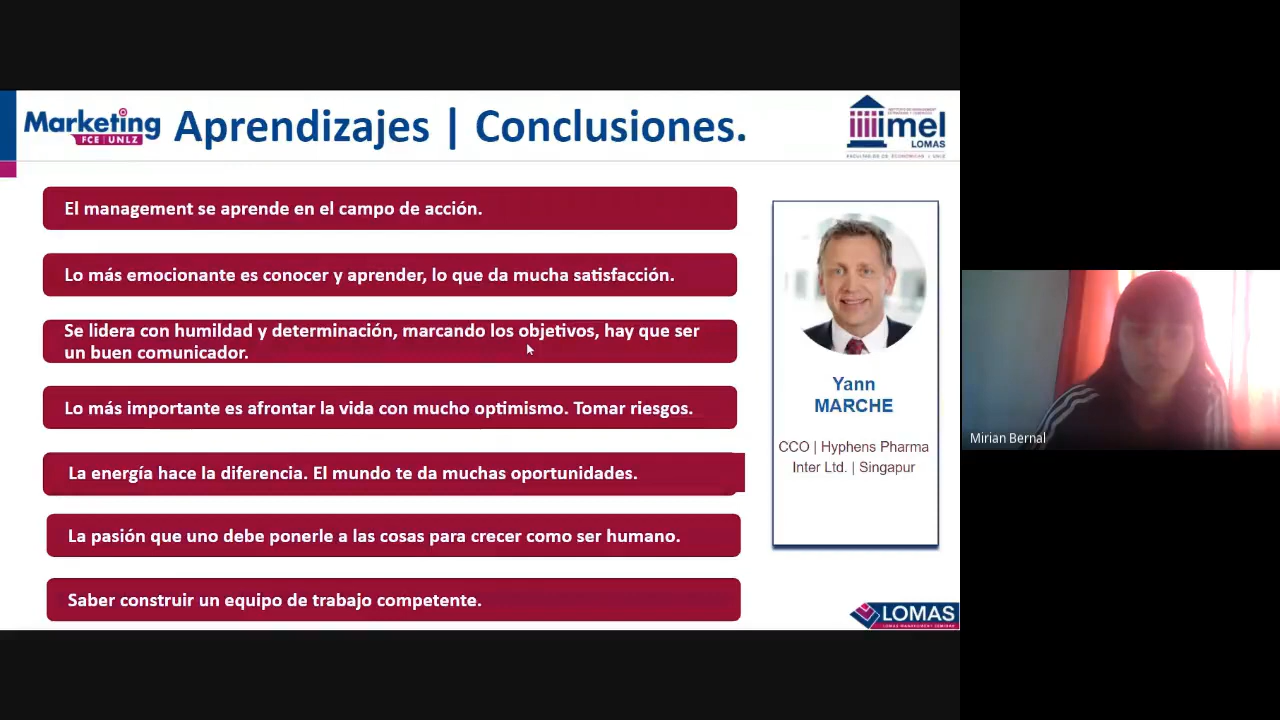 Marketing
FCE | UNLZ
Aprendizajes | Conclusiones.
imel
LOMAS
El management se aprende en el campo de acción.
Lo más emocionante es conocer y aprender, lo que da mucha satisfacción.
Se lidera con humildad y determinación, marcando los objetivos, hay que ser
un buen comunicador.
Lo más importante es afrontar la vida con mucho optimismo. Tomar riesgos.
La energía hace la diferencia. El mundo te da muchas oportunidades.
La pasión que uno debe ponerle a las cosas para crecer como ser humano.
Saber construir un equipo de trabajo competente.
Yann
MARCHE
CCO | Hyphens Pharma
Inter Ltd. | Singapur
LOMAS
Mirian Bernal